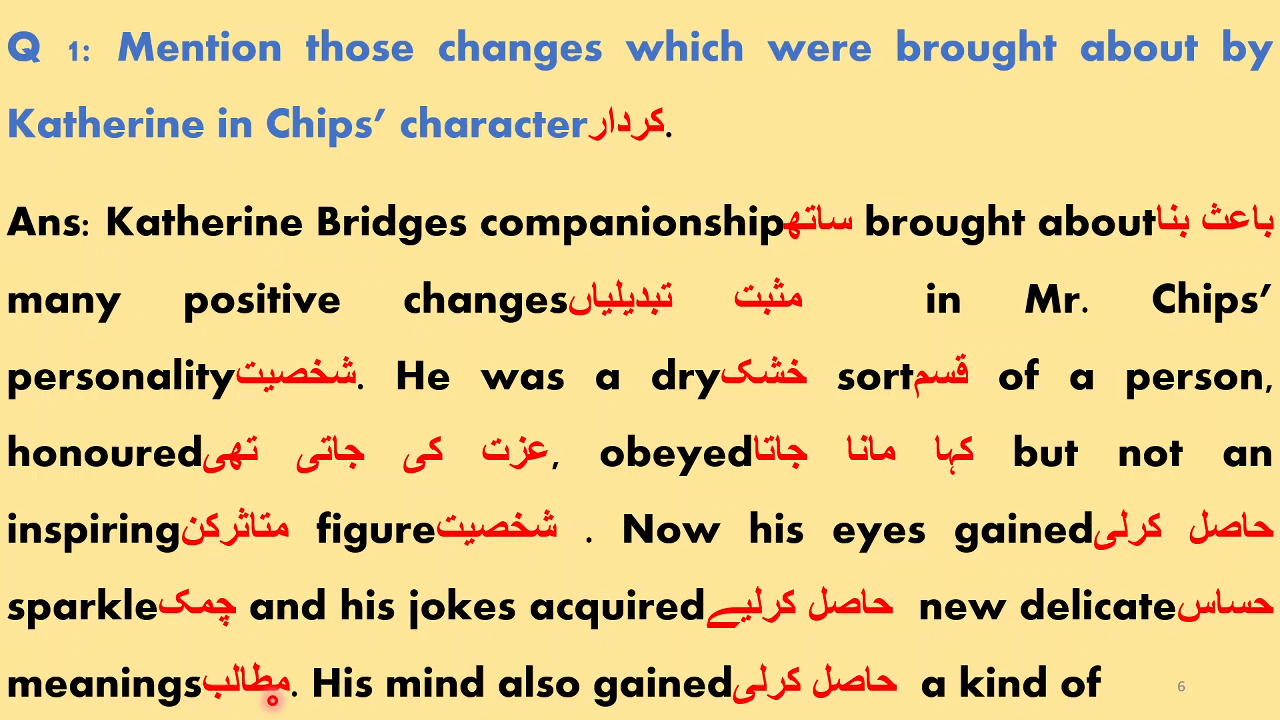 Q 1: Mention those changes which were brought about by
Katherine in Chips’ characterکردار.
Ans: Katherine Bridges companionshipساتھ brought aboutباعث بنا
many positive changesمثبت تبدیلیاں in Mr. Chips’
personalityشخصیت. He was a dryخشک sortقسم of a person,
honouredعزت کی جاتی تھی, obeyedکہا مانا جاتا but not an
inspiringمتاثرکن figureشخصیت . Now his eyes gainedحاصل کرلی
sparkleچمک and his jokes acquiredحاصل کرلیے new delicateحساس
meaningsمطالب. His mind also gainedحاصل کرلی a kind of
6